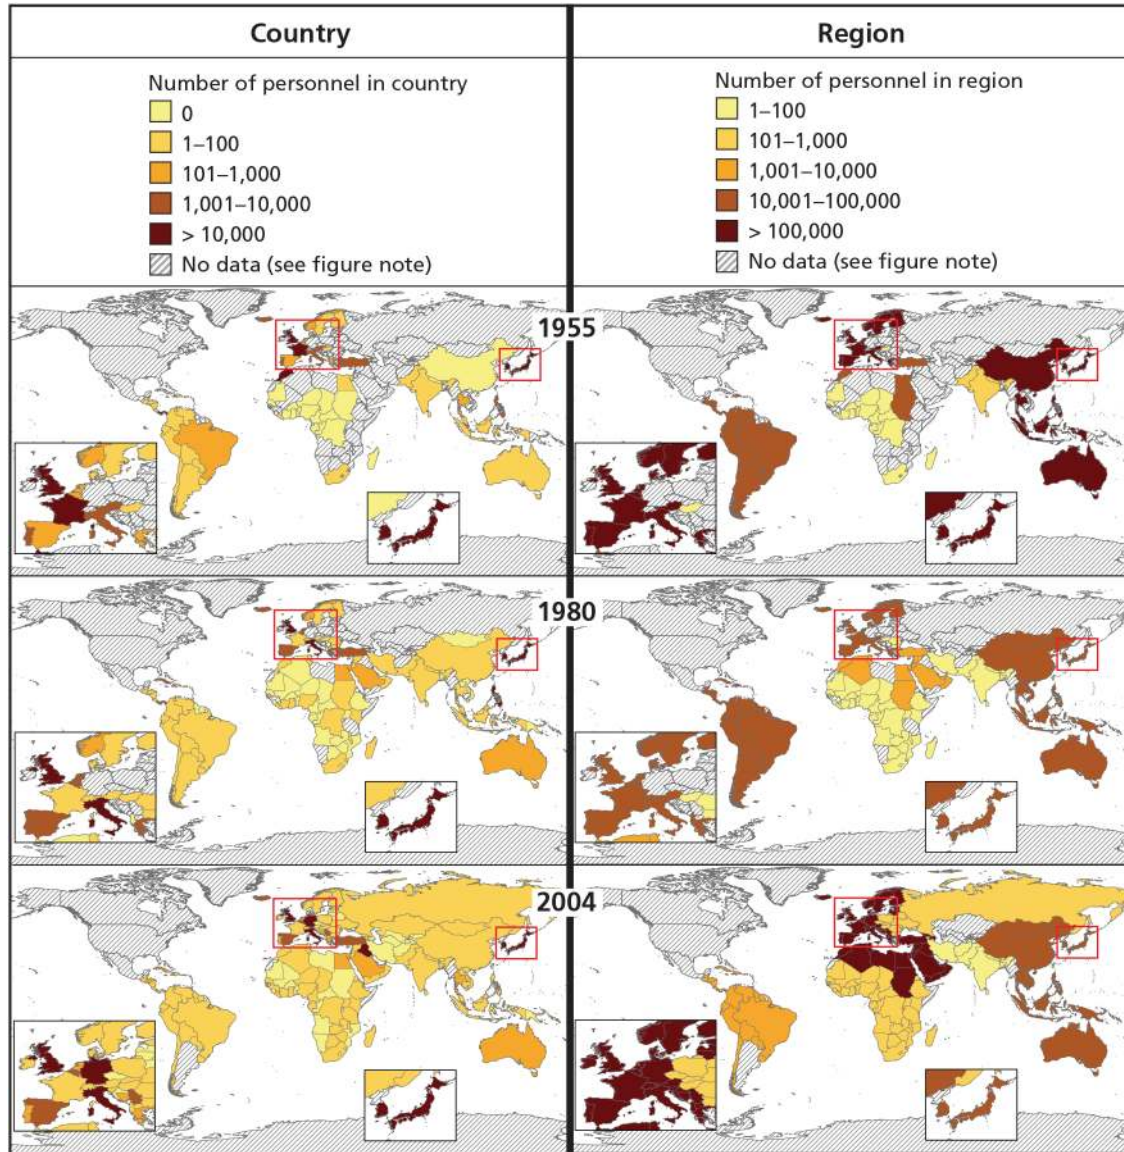 Country
Number of personnel in country
0
1–100
101–1,000
1,001–10,000
> 10,000
No data (see figure note)
Region
Number of personnel in region
1–100
101–1,000
1,001–10,000
10,001–100,000
> 100,000
No data (see figure note)
1955
1980
2004